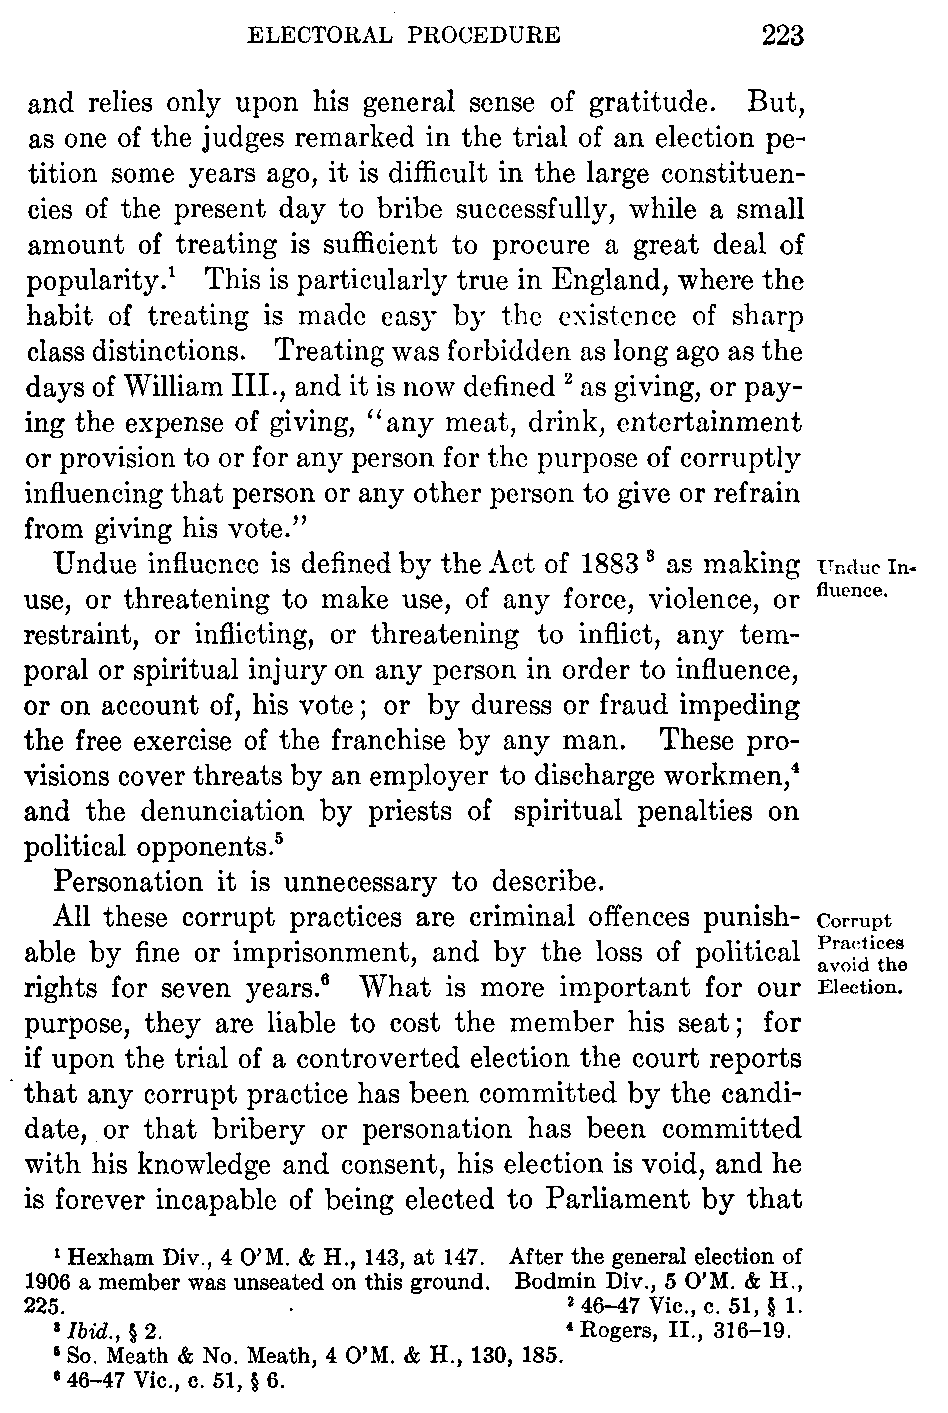 ELECTORAL PROCEDURE 223
and relies only upon his general sense of gratitude. But,
as one of the judges remarked in the trial of an election pe-
tition some years ago, it is difficult in the large constituen-
cies of the present day to bribe successfully, while a small
amount of treating is sufficient to procure a great deal of
popularity.¹ This is particularly true in England, where the
habit of treating is made easy by the existence of sharp
class distinctions. Treating was forbidden as long ago as the
days of William III., and it is now defined ² as giving, or pay-
ing the expense of giving, “any meat, drink, entertainment
or provision to or for any person for the purpose of corruptly
influencing that person or any other person to give or refrain
from giving his vote.”
Undue influence is defined by the Act of 1883 ³ as making
use, or threatening to make use, of any force, violence, or
restraint, or inflicting, or threatening to inflict, any tem-
poral or spiritual injury on any person in order to influence,
or on account of, his vote; or by duress or fraud impeding
the free exercise of the franchise by any man. These pro-
visions cover threats by an employer to discharge workmen,⁴
and the denunciation by priests of spiritual penalties on
political opponents.⁵
Undue In-
fluence.
Personation it is unnecessary to describe.
All these corrupt practices are criminal offences punish-
able by fine or imprisonment, and by the loss of political
rights for seven years.⁶ What is more important for our
purpose, they are liable to cost the member his seat; for
if upon the trial of a controverted election the court reports
that any corrupt practice has been committed by the candi-
date, or that bribery or personation has been committed
with his knowledge and consent, his election is void, and he
is forever incapable of being elected to Parliament by that
Corrupt
Practices
avoid the
Election.
¹ Hexham Div., 4 O’M. & H., 143, at 147. After the general election of
1906 a member was unseated on this ground. Bodmin Div., 5 O’M. & H.,
225. ² 46–47 Vic., c. 51, § 1.
³ Ibid., § 2. ⁴ Rogers, II., 316–19.
⁵ So. Meath & No. Meath, 4 O’M. & H., 130, 185.
⁶ 46–47 Vic., c. 51, § 6.